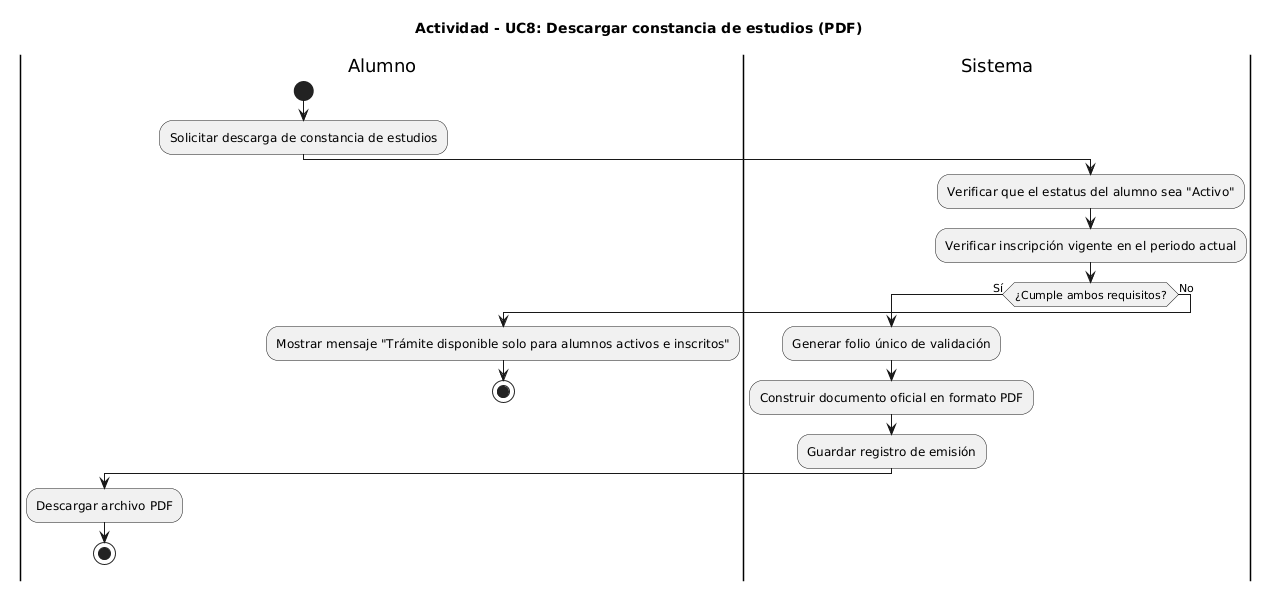 Actividad - UC8: Descargar constancia de estudios (PDF)
Alumno
Sistema
Solicitar descarga de constancia de estudios
Verificar que el estatus del alumno sea "Activo"
Verificar inscripción vigente en el periodo actual
Sí
¿Cumple ambos requisitos?
No
Mostrar mensaje "Trámite disponible solo para alumnos activos e inscritos"
Generar folio único de validación
Construir documento oficial en formato PDF
Guardar registro de emisión
Descargar archivo PDF